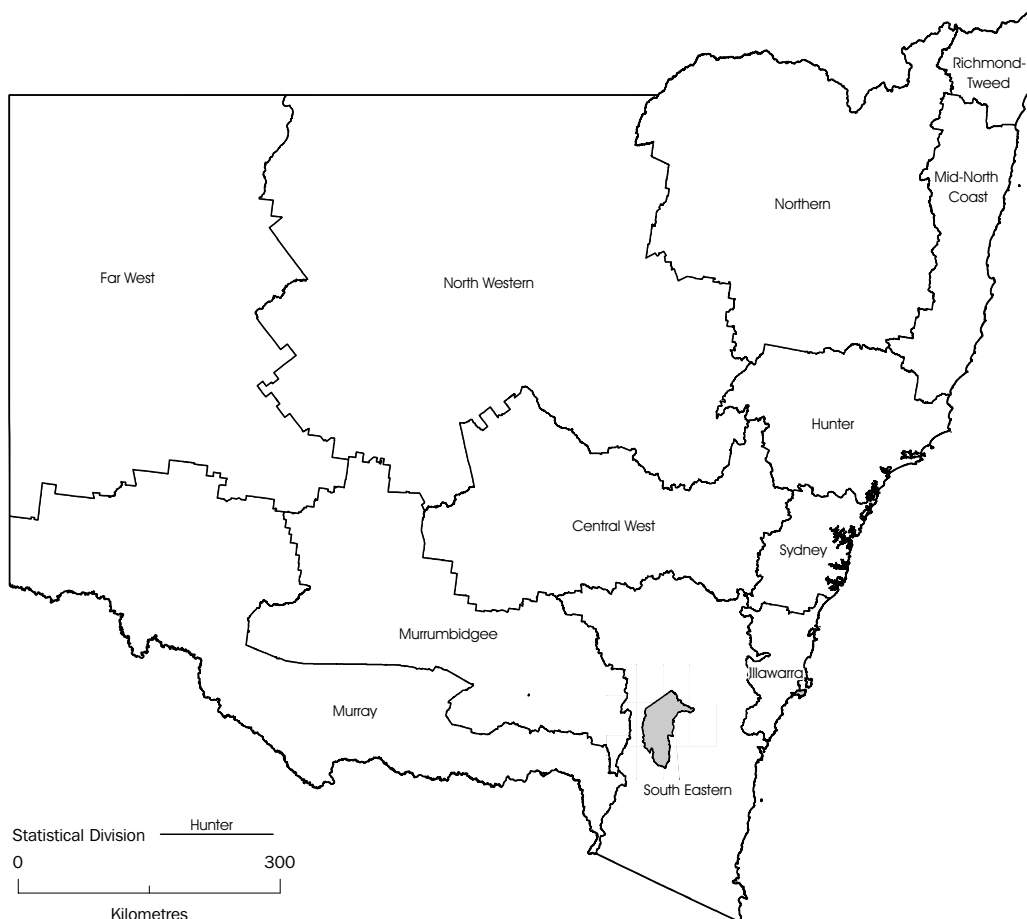 Richmond-
Tweed
Mid-North
Coast
Northern
Far West
North Western
Hunter
Central West
Sydney
Murrumbidgee
Illawarra
Murray
South Eastern
Statistical Division
Hunter
0
300
Kilometres